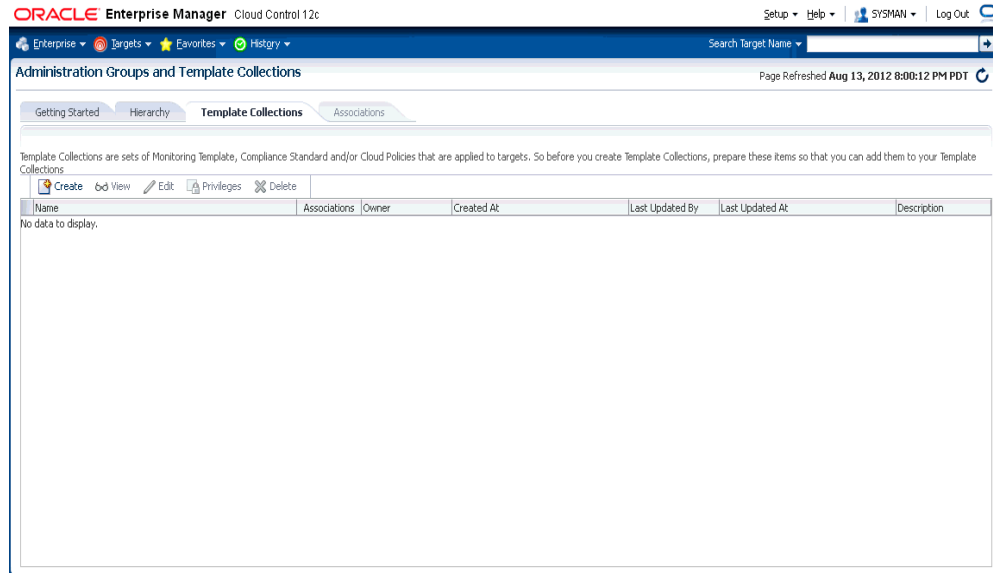 ORACLE Enterprise Manager Cloud Control 12c
Setup Help SYSMAN Log Out
Enterprise Targets Favorites History Search Target Name
Administration Groups and Template Collections
Page Refreshed Aug 13, 2012 8:00:12 PM PDT
Getting Started Hierarchy Template Collections Associations
Template Collections are sets of Monitoring Template, Compliance Standard and/or Cloud Policies that are applied to targets. So before you create Template Collections, prepare these items so that you can add them to your Template
Collections
Create View Edit Privileges Delete
Name Associations Owner Created At Last Updated By Last Updated At Description
No data to display.